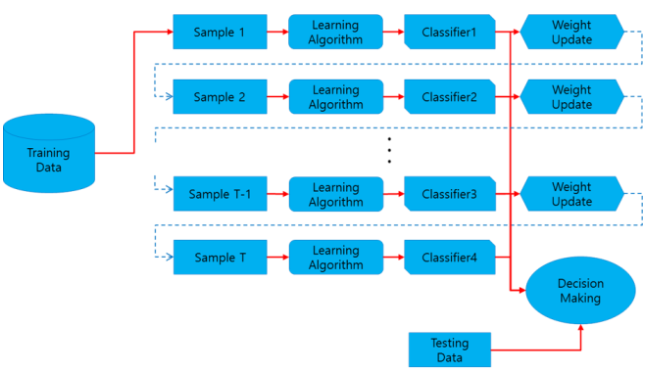 Sample 1
Learning
Algorithm
Classifier1
Weight
Update
Sample 2
Learning
Algorithm
Classifier2
Weight
Update
Training
Data
Sample T-1
Learning
Algorithm
Classifier3
Weight
Update
Sample T
Learning
Algorithm
Classifier4
Decision
Making
Testing
Data